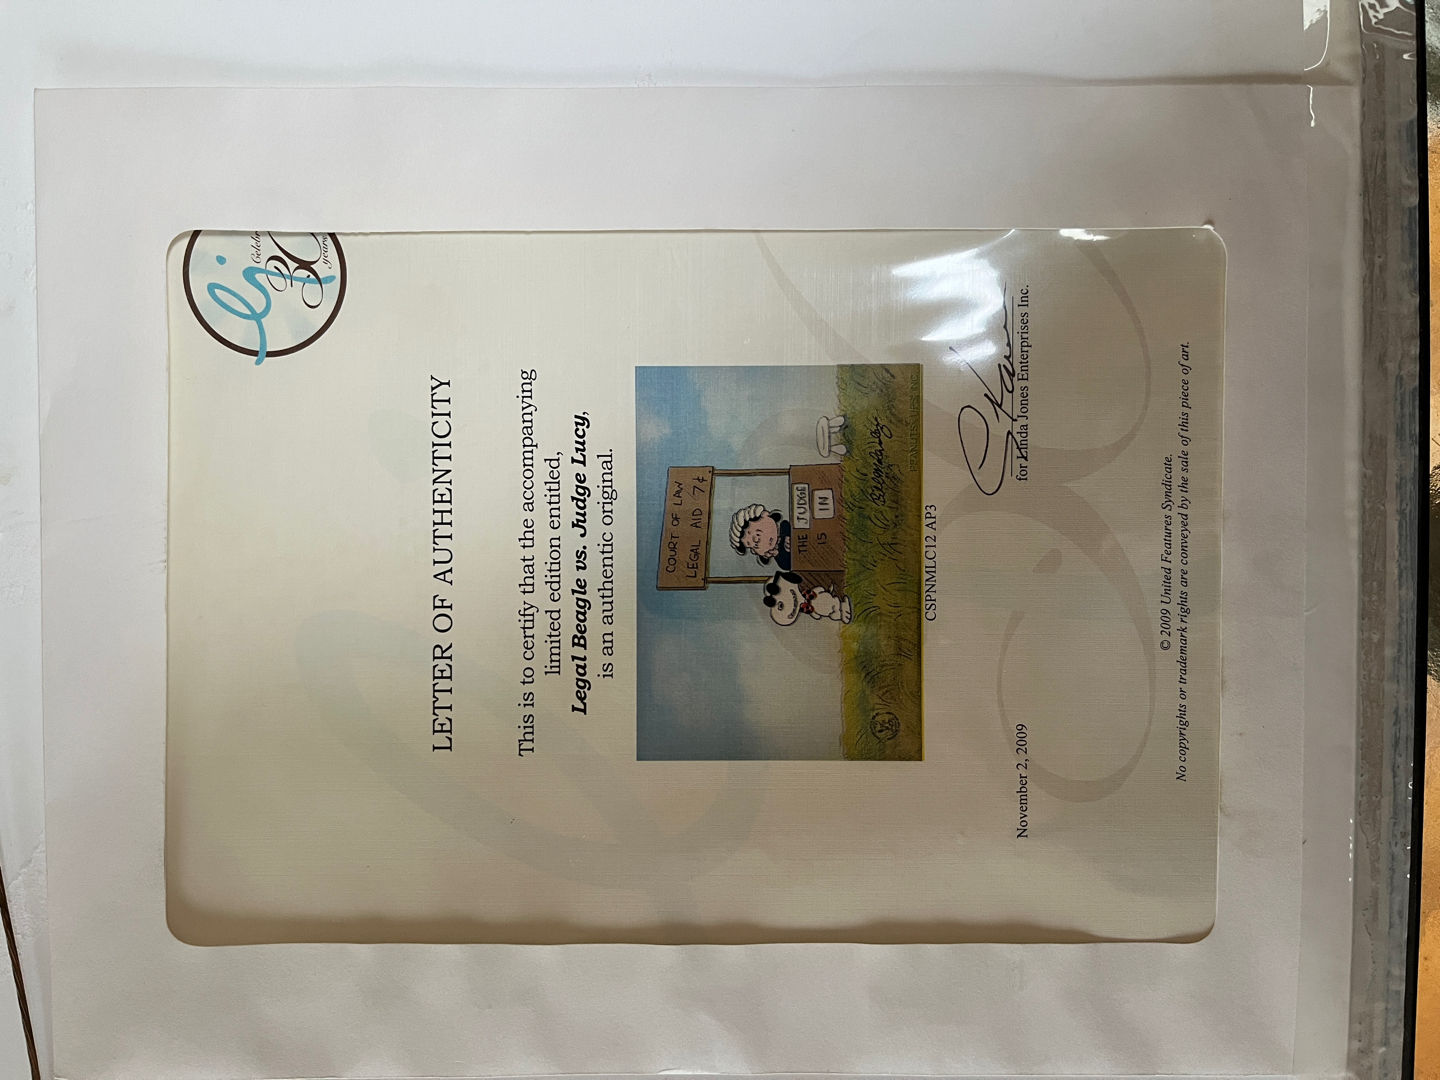 Celebr
30
years
LETTER OF AUTHENTICITY
This is to certify that the accompanying
limited edition entitled,
Legal Beagle vs. Judge Lucy,
is an authentic original.
COURT OF LAW
LEGAL AID 7¢
THE JUDGE
IS IN
CSPNMLC12 AP3
November 2, 2009
for Linda Jones Enterprises Inc.
© 2009 United Features Syndicate.
No copyrights or trademark rights are conveyed by the sale of this piece of art.